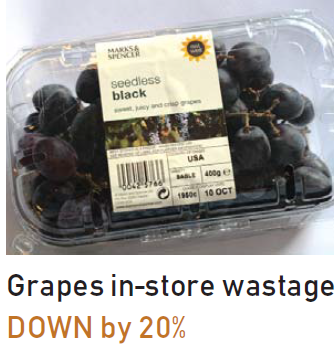 MARKS &
SPENCER
seedless
black
sweet, juicy and crisp grapes
USA
SABLE 400g e
10 OCT
Grapes in-store wastage
DOWN by 20%